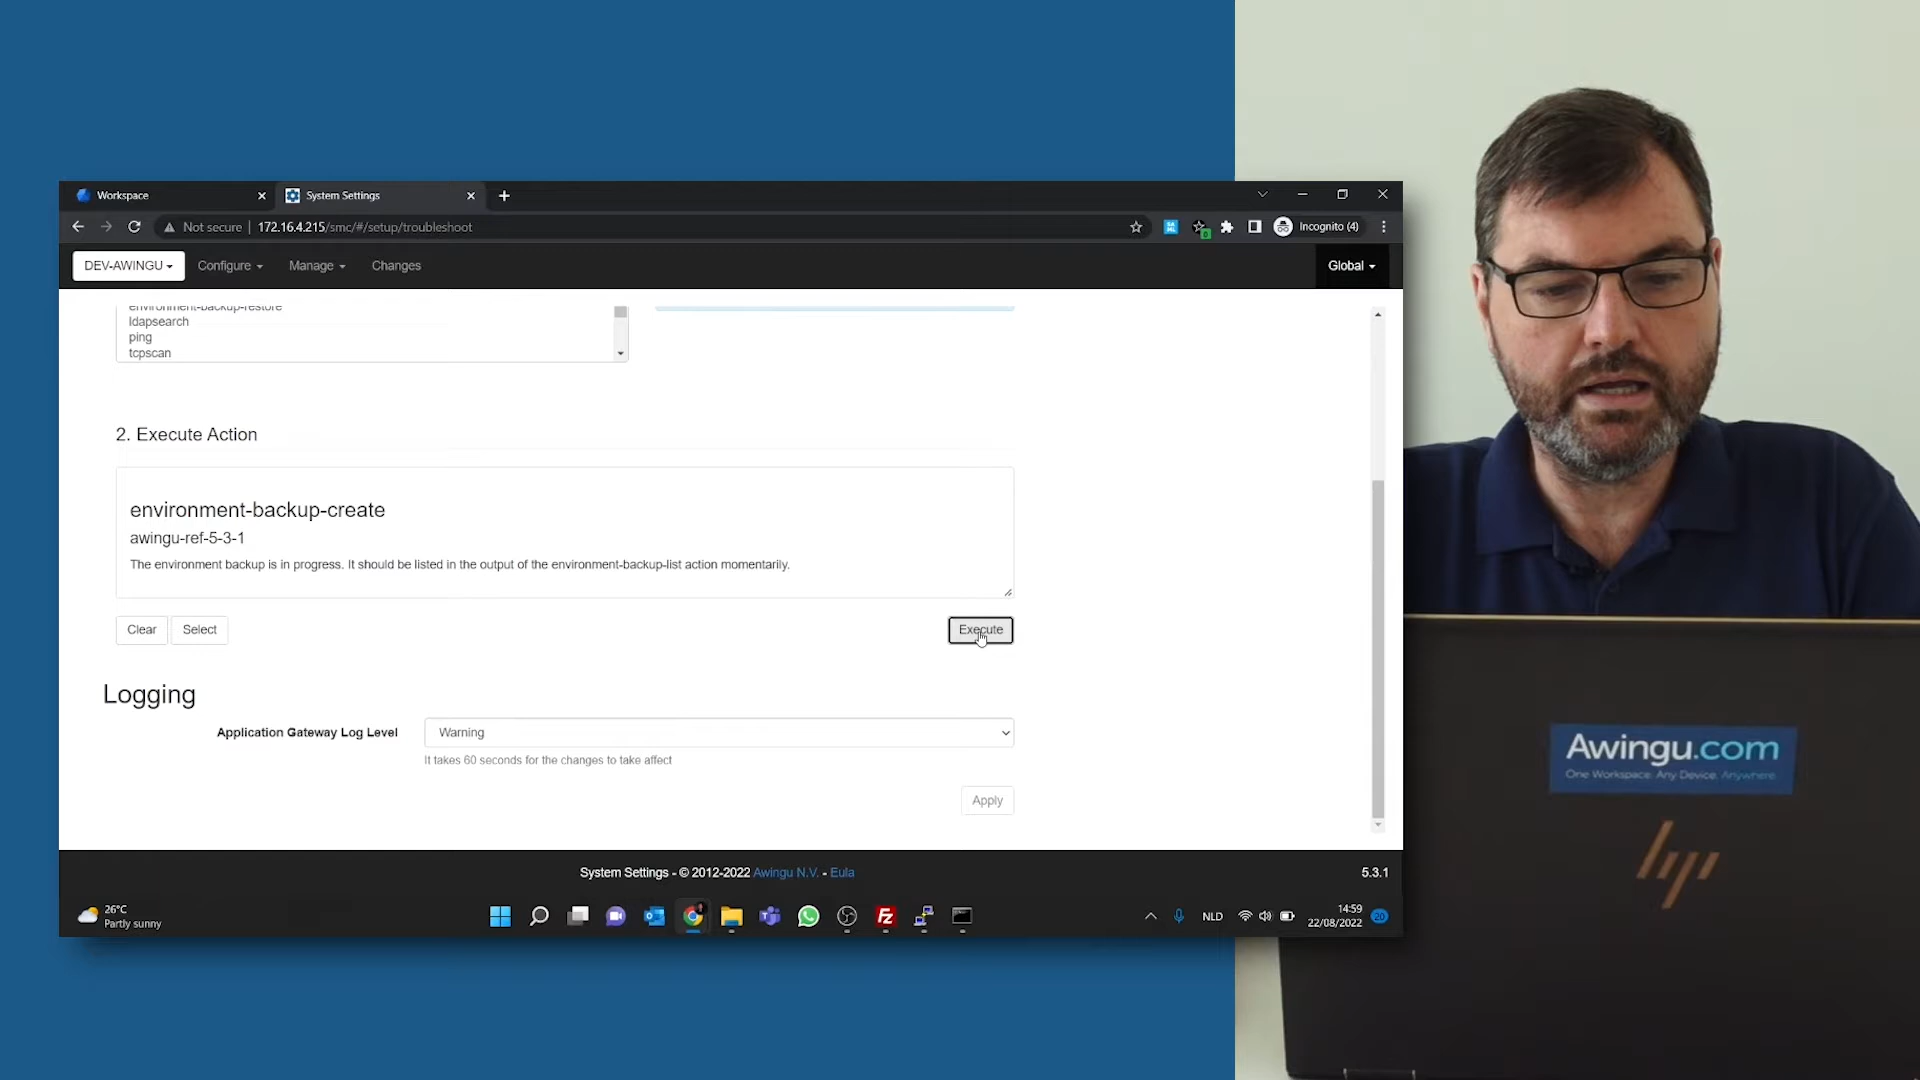 Workspace
System Settings
Not secure
172.16.4.215/smc/#/setup/troubleshoot
Incognito (4)
DEV-AWINGU
Configure
Manage
Changes
Global
environment-backup-restore
ldapsearch
ping
tcpscan
2. Execute Action
environment-backup-create
awingu-ref-5-3-1
The environment backup is in progress. It should be listed in the output of the environment-backup-list action momentarily.
Clear
Select
Execute
Logging
Application Gateway Log Level
Warning
It takes 60 seconds for the changes to take affect
Apply
System Settings - © 2012-2022 Awingu N.V. - Eula
5.3.1
26°C
Partly sunny
NLD
14:59
22/08/2022
20
Awingu.com
One Workspace. Any Device. Anywhere.
hp